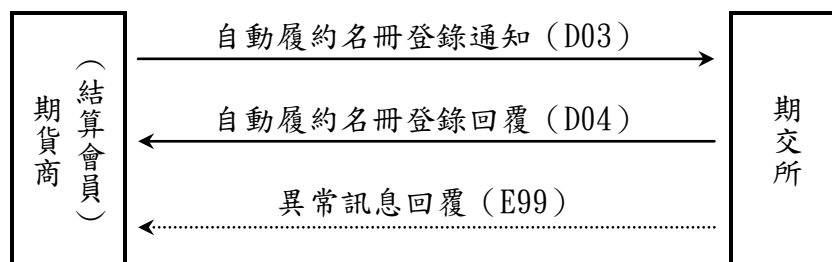 期貨商
（結算會員）
自動履約名冊登錄通知（D03）
自動履約名冊登錄回覆（D04）
異常訊息回覆（E99）
期交所